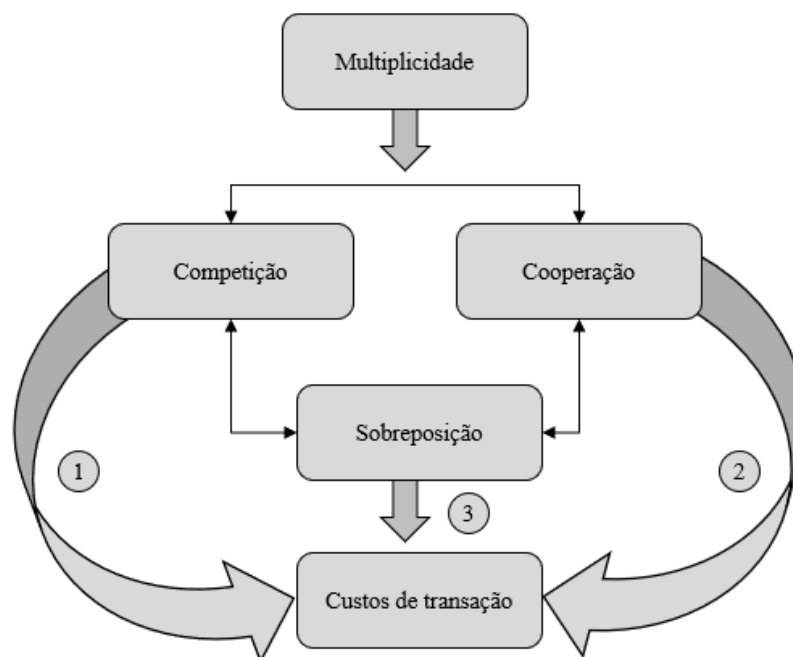 Multiplicidade
Competição
Cooperação
Sobreposição
1
2
3
Custos de transação